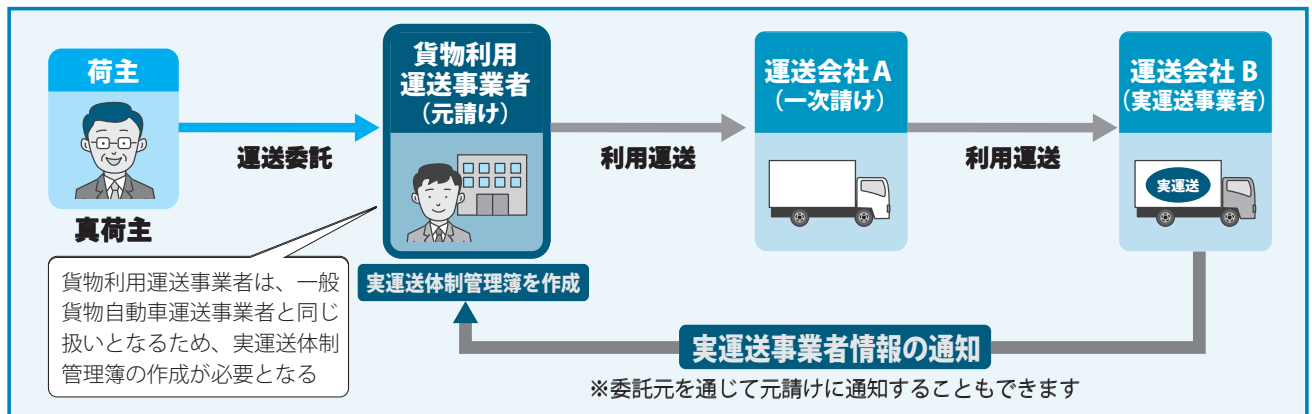 荷主
真荷主
運送委託
貨物利用
運送事業者
（元請け）
利用運送
運送会社A
（一次請け）
利用運送
運送会社B
（実運送事業者）
実運送
貨物利用運送事業者は、一般
貨物自動車運送事業者と同じ
扱いとなるため、実運送体制
管理簿の作成が必要となる
実運送体制管理簿を作成
実運送事業者情報の通知
※委託元を通じて元請けに通知することもできます